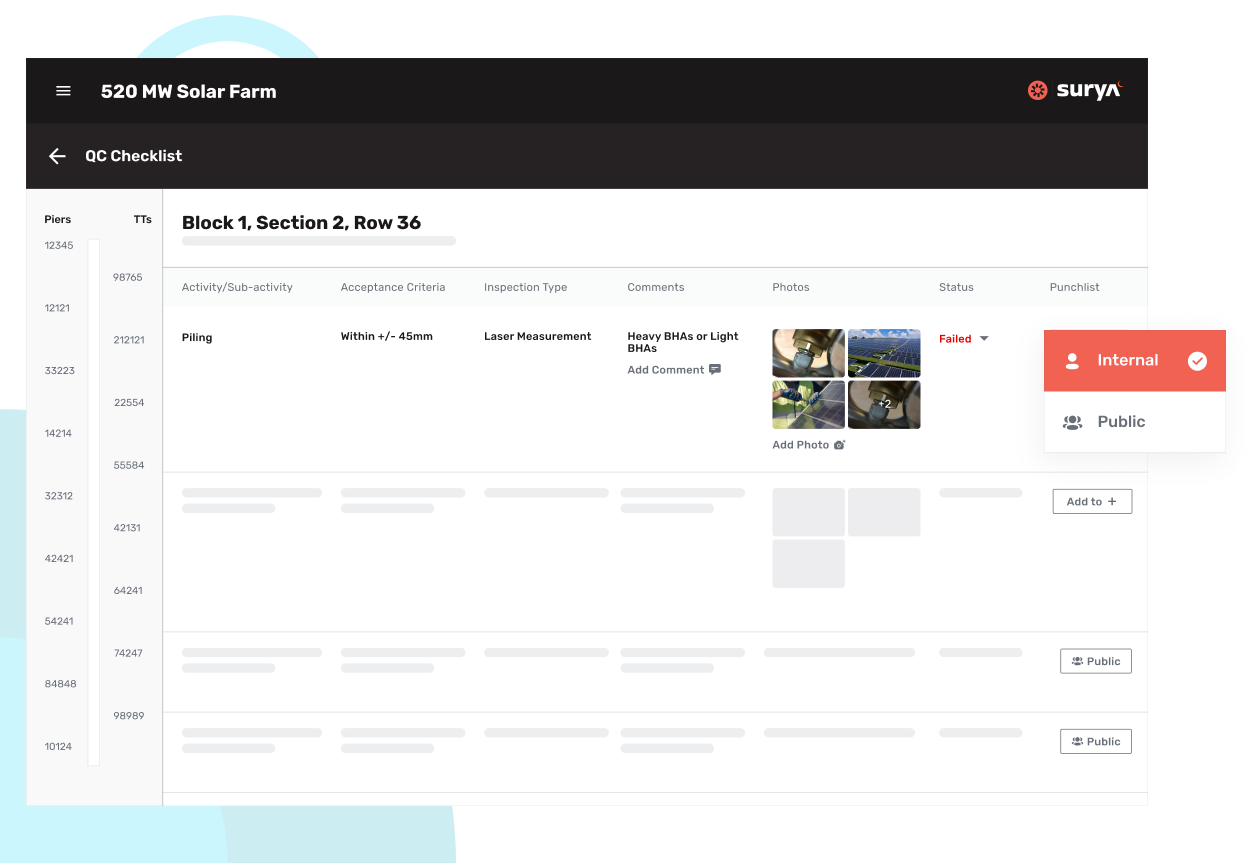 520 MW Solar Farm
surya
QC Checklist
Piers
TTs
12345
98765
12121
212121
33223
22554
14214
55584
32312
42131
42421
64241
54241
74247
84848
98989
10124
Block 1, Section 2, Row 36
Activity/Sub-activity
Acceptance Criteria
Inspection Type
Comments
Photos
Status
Punchlist
Piling
Within +/- 45mm
Laser Measurement
Heavy BHAs or Light
BHAs
Add Comment
+2
Add Photo
Failed
Internal
Public
Add to +
Public
Public